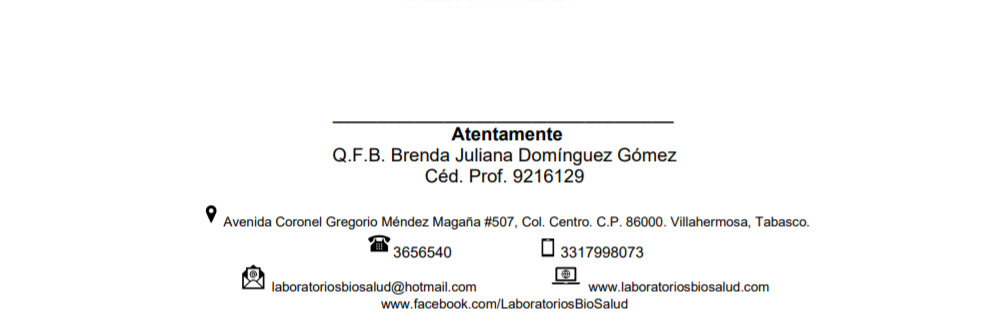 Atentamente
Q.F.B. Brenda Juliana Domínguez Gómez
Céd. Prof. 9216129
Avenida Coronel Gregorio Méndez Magaña #507, Col. Centro. C.P. 86000. Villahermosa, Tabasco.
3656540 3317998073
laboratoriosbiosalud@hotmail.com www.laboratoriosbiosalud.com
www.facebook.com/LaboratoriosBioSalud